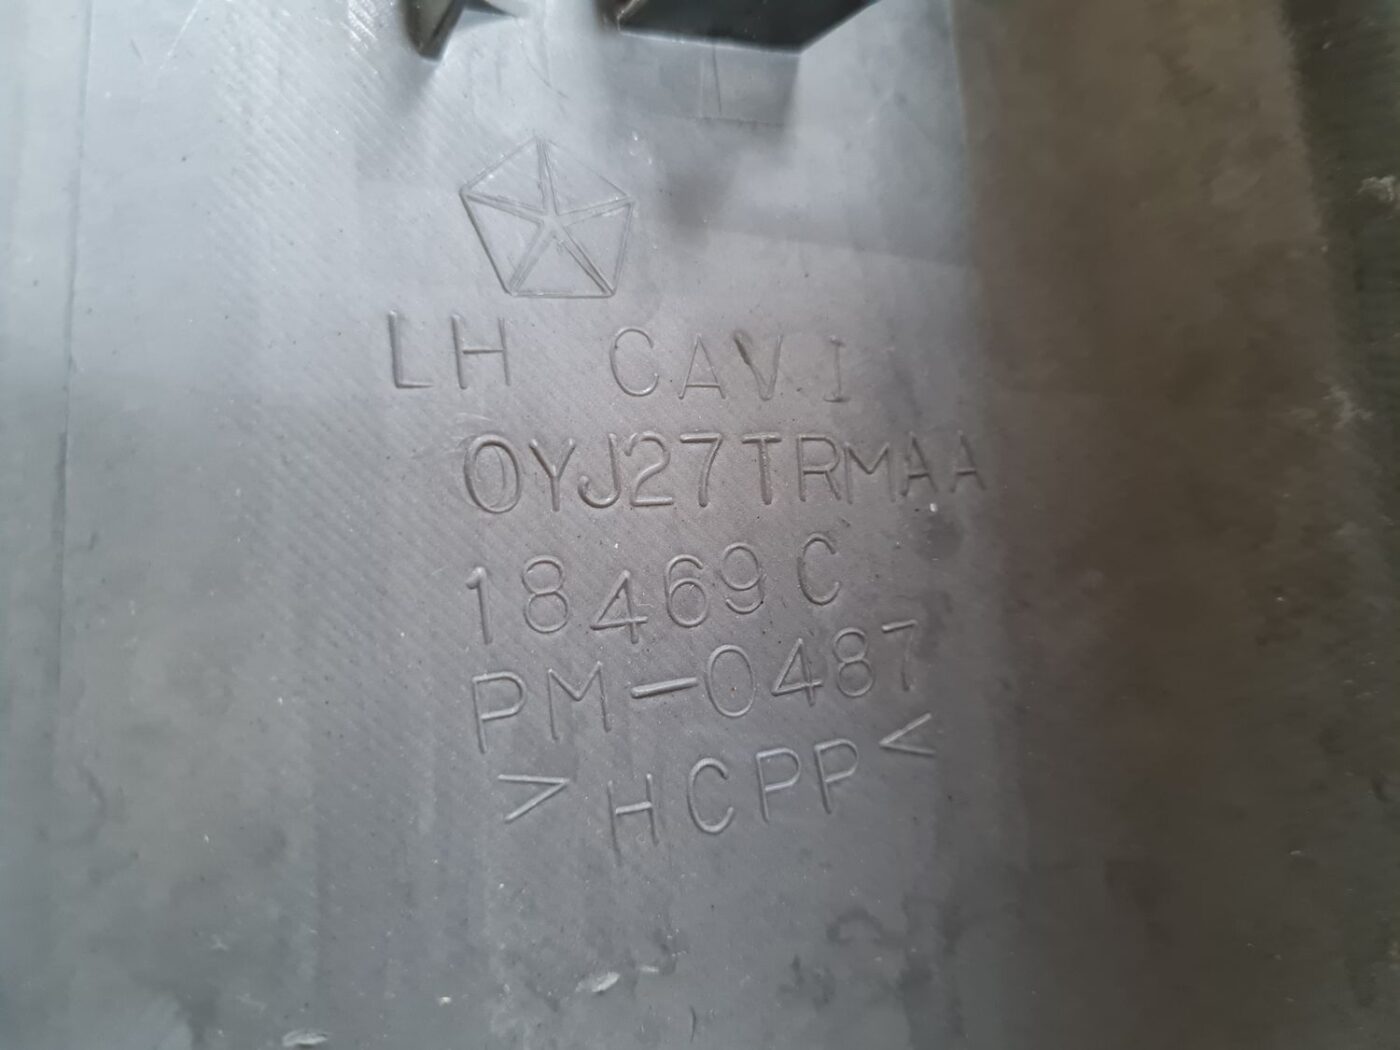 LH CAV I
0YJ27TRMAA
18469C
PM-0487
>HCPP<